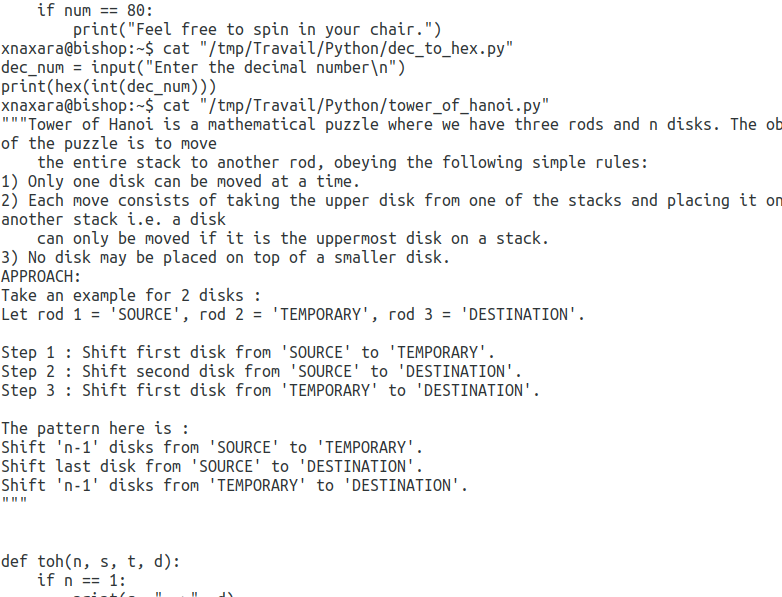 if num == 80:
        print("Feel free to spin in your chair.")
xnaxara@bishop:~$ cat "/tmp/Travail/Python/dec_to_hex.py"
dec_num = input("Enter the decimal number\n")
print(hex(int(dec_num)))
xnaxara@bishop:~$ cat "/tmp/Travail/Python/tower_of_hanoi.py"
"""Tower of Hanoi is a mathematical puzzle where we have three rods and n disks. The ob
of the puzzle is to move
    the entire stack to another rod, obeying the following simple rules:
1) Only one disk can be moved at a time.
2) Each move consists of taking the upper disk from one of the stacks and placing it on
another stack i.e. a disk
    can only be moved if it is the uppermost disk on a stack.
3) No disk may be placed on top of a smaller disk.
APPROACH:
Take an example for 2 disks :
Let rod 1 = 'SOURCE', rod 2 = 'TEMPORARY', rod 3 = 'DESTINATION'.

Step 1 : Shift first disk from 'SOURCE' to 'TEMPORARY'.
Step 2 : Shift second disk from 'SOURCE' to 'DESTINATION'.
Step 3 : Shift first disk from 'TEMPORARY' to 'DESTINATION'.

The pattern here is :
Shift 'n-1' disks from 'SOURCE' to 'TEMPORARY'.
Shift last disk from 'SOURCE' to 'DESTINATION'.
Shift 'n-1' disks from 'TEMPORARY' to 'DESTINATION'.
"""


def toh(n, s, t, d):
    if n == 1: